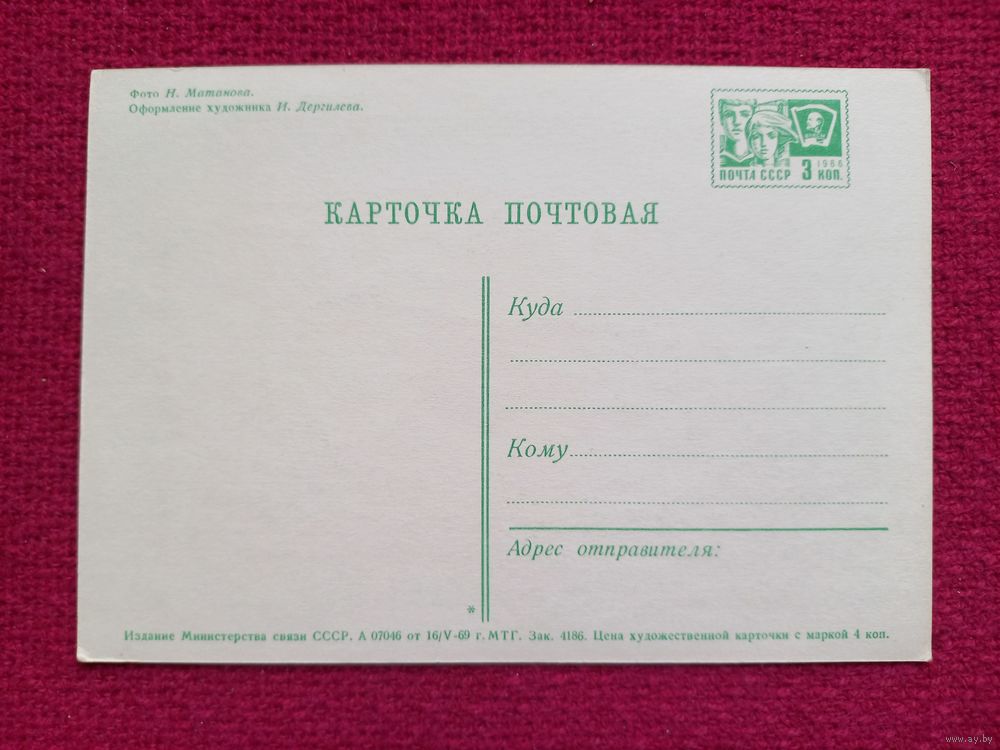 Фото Н. Матанова.
Оформление художника И. Дергилева.
1966
ПОЧТА СССР 3 КОП.
КАРТОЧКА ПОЧТОВАЯ
Куда
Кому
Адрес отправителя:
*
Издание Министерства связи СССР. А 07046 от 16/V-69 г. МТГ. Зак. 4186. Цена художественной карточки с маркой 4 коп.
www.ay.by